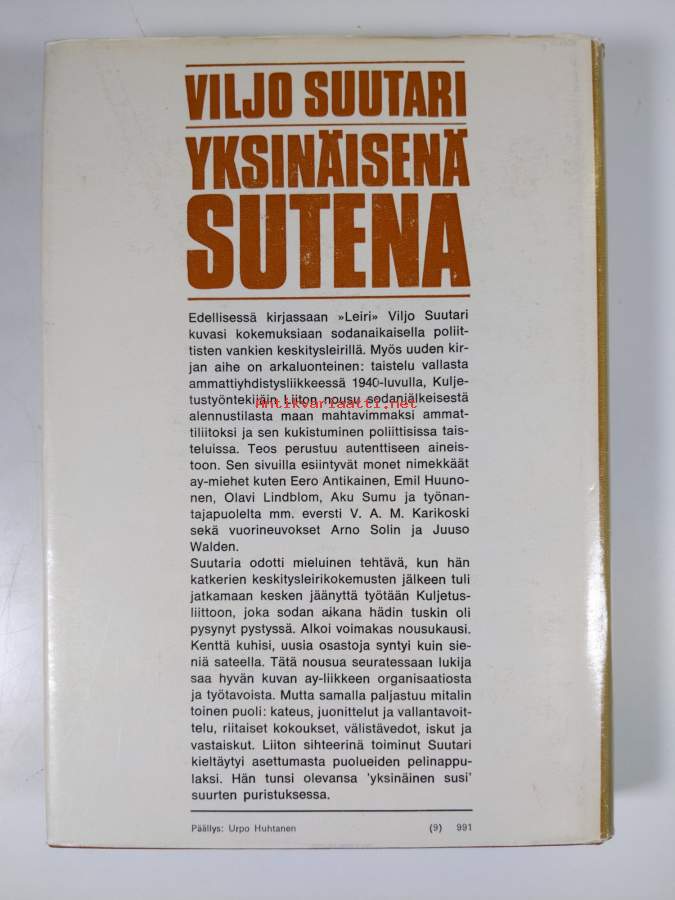 VILJO SUUTARI
YKSINÄISENÄ
SUTENA
Edellisessä kirjassaan »Leiri» Viljo Suutari
kuvasi kokemuksiaan sodanaikaisella poliit-
tisten vankien keskitysleirillä. Myös uuden kir-
jan aihe on arkaluonteinen: taistelu vallasta
ammattiyhdistysliikkeessä 1940-luvulla, Kulje-
tustyöntekijäin Liiton nousu sodanjälkeisestä
Antikvariaatti.net
alennustilasta maan mahtavimmaksi ammat-
tiliitoksi ja sen kukistuminen poliittisissa tais-
teluissa. Teos perustuu autenttiseen aineis-
toon. Sen sivuilla esiintyvät monet nimekkäät
ay-miehet kuten Eero Antikainen, Emil Huuno-
nen, Olavi Lindblom, Aku Sumu ja työnan-
tajapuolelta mm. eversti V. A. M. Karikoski
sekä vuorineuvokset Arno Solin ja Juuso
Walden.
Suutaria odotti mieluinen tehtävä, kun hän
katkerien keskitysleirikokemusten jälkeen tuli
jatkamaan kesken jäänyttä työtään Kuljetus-
liittoon, joka sodan aikana hädin tuskin oli
pysynyt pystyssä. Alkoi voimakas nousukausi.
Kenttä kuhisi, uusia osastoja syntyi kuin sie-
niä sateella. Tätä nousua seuratessaan lukija
saa hyvän kuvan ay-liikkeen organisaatiosta
ja työtavoista. Mutta samalla paljastuu mitalin
toinen puoli: kateus, juonittelut ja vallantavoit-
telu, riitaiset kokoukset, välistävedot, iskut ja
vastaiskut. Liiton sihteerinä toiminut Suutari
kieltäytyi asettumasta puolueiden pelinappu-
laksi. Hän tunsi olevansa 'yksinäinen susi'
suurten puristuksessa.
Päällys: Urpo Huhtanen (9) 991